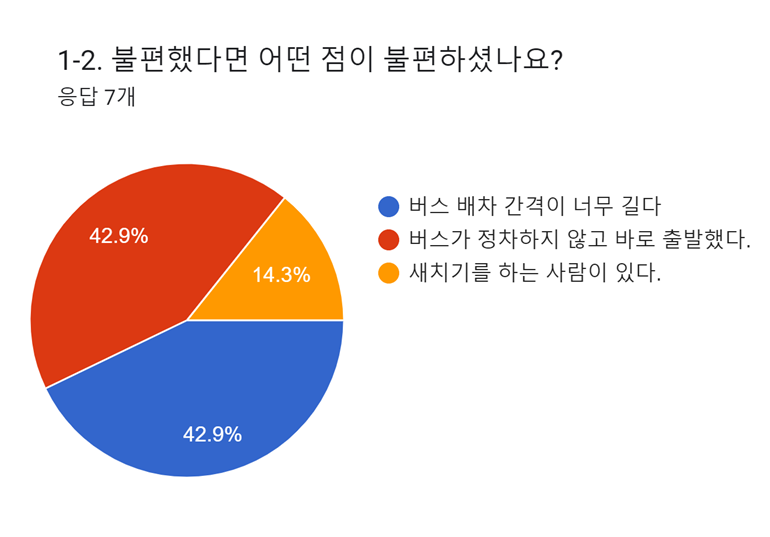 1-2. 불편했다면 어떤 점이 불편하셨나요?
응답 7개
버스 배차 간격이 너무 길다
버스가 정차하지 않고 바로 출발했다.
새치기를 하는 사람이 있다.
42.9%
14.3%
42.9%